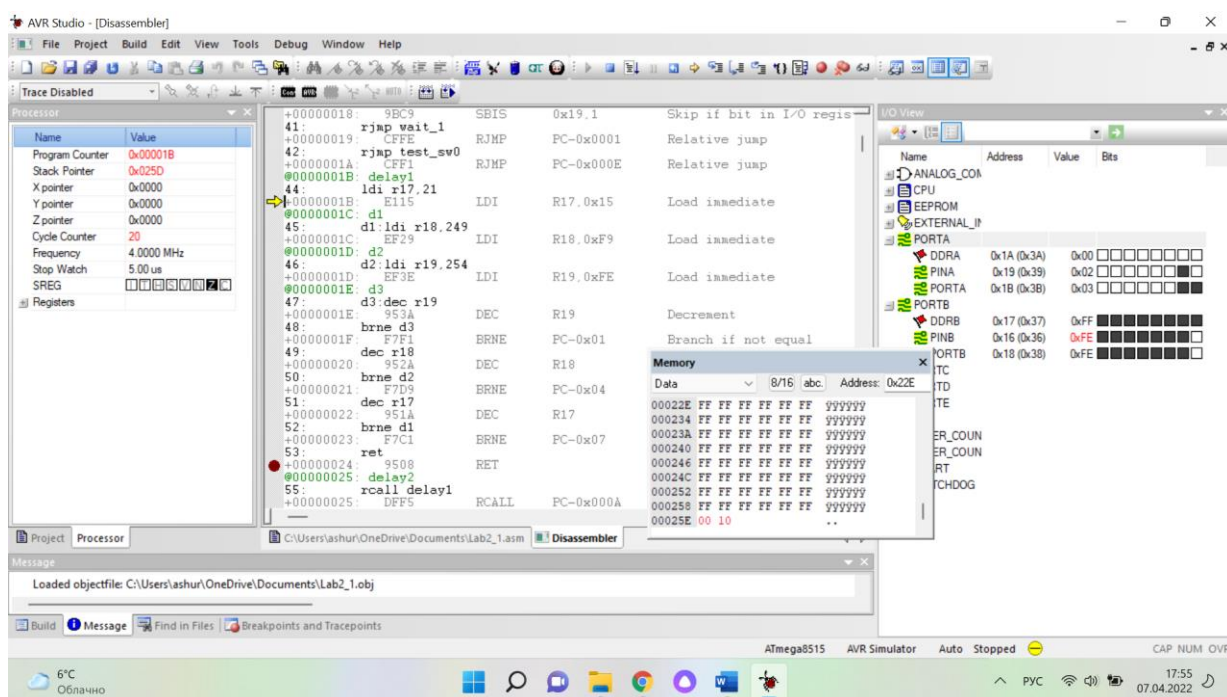 AVR Studio - [Disassembler]
File Project Build Edit View Tools Debug Window Help
Trace Disabled
Processor
Name Value
Program Counter 0x00001B
Stack Pointer 0x025D
X pointer 0x0000
Y pointer 0x0000
Z pointer 0x0000
Cycle Counter 20
Frequency 4.0000 MHz
Stop Watch 5.00 us
SREG I T H S V N Z C
Registers
+00000018: 9BC9 SBIS 0x19,1 Skip if bit in I/O regis
41: rjmp wait_1
+00000019: CFFE RJMP PC-0x0001 Relative jump
42: rjmp test_sw0
+0000001A: CFF1 RJMP PC-0x000E Relative jump
@0000001B: delay1
44: ldi r17,21
+0000001B: E115 LDI R17,0x15 Load immediate
@0000001C: d1
45: d1:ldi r18,249
+0000001C: EF29 LDI R18,0xF9 Load immediate
@0000001D: d2
46: d2:ldi r19,254
+0000001D: EF3E LDI R19,0xFE Load immediate
@0000001E: d3
47: d3:dec r19
+0000001E: 953A DEC R19 Decrement
48: brne d3
+0000001F: F7F1 BRNE PC-0x01 Branch if not equal
49: dec r18
+00000020: 952A DEC R18
50: brne d2
+00000021: F7D9 BRNE PC-0x04
51: dec r17
+00000022: 951A DEC R17
52: brne d1
+00000023: F7C1 BRNE PC-0x07
53: ret
+00000024: 9508 RET
@00000025: delay2
55: rcall delay1
+00000025: DFF5 RCALL PC-0x000A
Memory
Data 8/16 abc. Address: 0x22E
00022E FF FF FF FF FF FF ÿÿÿÿÿÿ
000234 FF FF FF FF FF FF ÿÿÿÿÿÿ
00023A FF FF FF FF FF FF ÿÿÿÿÿÿ
000240 FF FF FF FF FF FF ÿÿÿÿÿÿ
000246 FF FF FF FF FF FF ÿÿÿÿÿÿ
00024C FF FF FF FF FF FF ÿÿÿÿÿÿ
000252 FF FF FF FF FF FF ÿÿÿÿÿÿ
000258 FF FF FF FF FF FF ÿÿÿÿÿÿ
00025E 00 10 ..
I/O View
Name Address Value Bits
ANALOG_COM
CPU
EEPROM
EXTERNAL_IN
PORTA
DDRA 0x1A (0x3A) 0x00
PINA 0x19 (0x39) 0x02
PORTA 0x1B (0x3B) 0x03
PORTB
DDRB 0x17 (0x37) 0xFF
PINB 0x16 (0x36) 0xFE
PORTB 0x18 (0x38) 0xFE
TC
TD
TE
ER_COUN
ER_COUN
RT
TCHDOG
Project Processor
C:\Users\ashur\OneDrive\Documents\Lab2_1.asm Disassembler
Message
Loaded objectfile: C:\Users\ashur\OneDrive\Documents\Lab2_1.obj
Build Message Find in Files Breakpoints and Tracepoints
ATmega8515 AVR Simulator Auto Stopped CAP NUM OVR
6°C
Облачно
РУС
17:55
07.04.2022